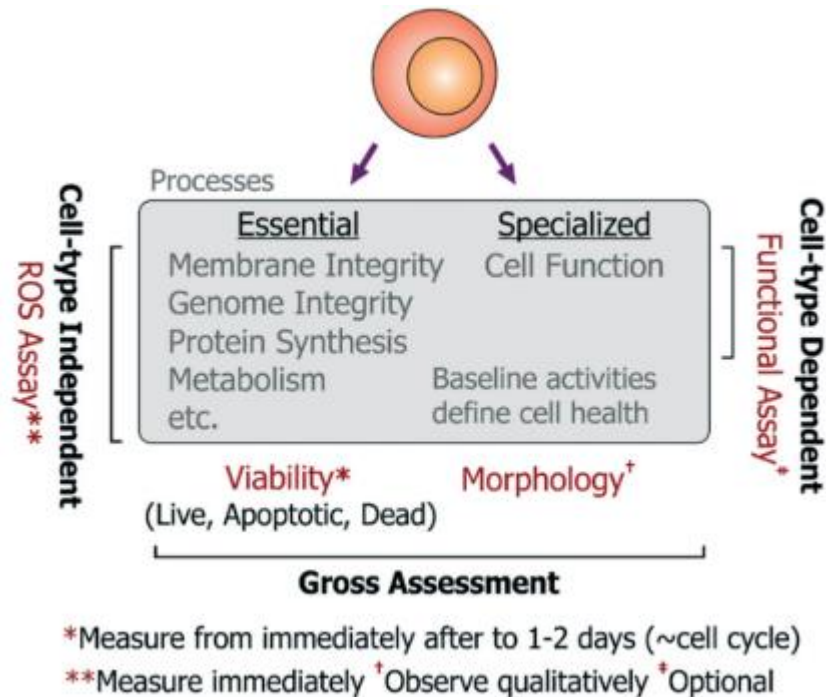 Processes
Essential
Specialized
Membrane Integrity
Cell Function
Genome Integrity
Protein Synthesis
Metabolism
Baseline activities
etc.
define cell health
Cell-type Independent
ROS Assay**
Cell-type Dependent
Functional Assay‡
Viability*
Morphology†
(Live, Apoptotic, Dead)
Gross Assessment
*Measure from immediately after to 1-2 days (~cell cycle)
**Measure immediately †Observe qualitatively ‡Optional